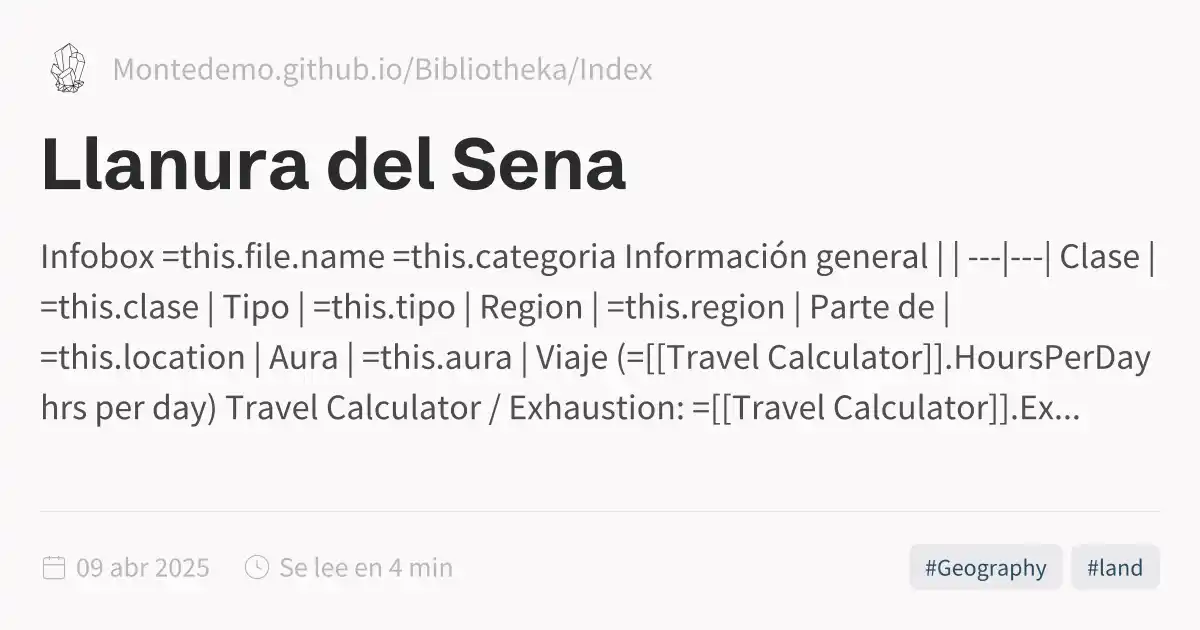 Montedemo.github.io/Bibliotheka/Index
Llanura del Sena
Infobox =this.file.name =this.categoria Información general | | ---|---| Clase |
=this.clase | Tipo | =this.tipo | Region | =this.region | Parte de |
=this.location | Aura | =this.aura | Viaje (=[[Travel Calculator]].HoursPerDay
hrs per day) Travel Calculator / Exhaustion: =[[Travel Calculator]].Ex...
09 abr 2025 Se lee en 4 min #Geography #land